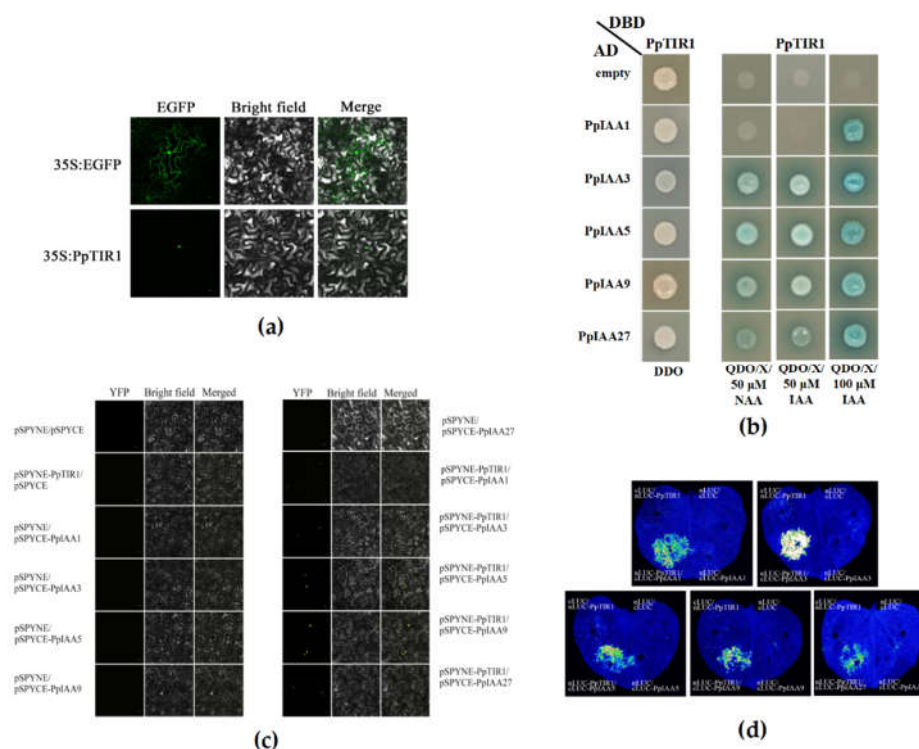 EGFP Bright field Merge
35S:EGFP
35S:PpTIR1
(a)
DBD
AD
PpTIR1 PpTIR1
empty
PpIAA1
PpIAA3
PpIAA5
PpIAA9
PpIAA27
DDO
QDO/X/
50 μM
NAA
QDO/X/
50 μM
IAA
QDO/X/
100 μM
IAA
(b)
YFP Bright field Merged
pSPYNE/pSPYCE
pSPYNE-PpTIR1/
pSPYCE
pSPYNE/
pSPYCE-PpIAA1
pSPYNE/
pSPYCE-PpIAA3
pSPYNE/
pSPYCE-PpIAA5
pSPYNE/
pSPYCE-PpIAA9
YFP Bright field Merged
pSPYNE/
pSPYCE-PpIAA27
pSPYNE-PpTIR1/
pSPYCE-PpIAA1
pSPYNE-PpTIR1/
pSPYCE-PpIAA3
pSPYNE-PpTIR1/
pSPYCE-PpIAA5
pSPYNE-PpTIR1/
pSPYCE-PpIAA9
pSPYNE-PpTIR1/
pSPYCE-PpIAA27
(c)
(d)